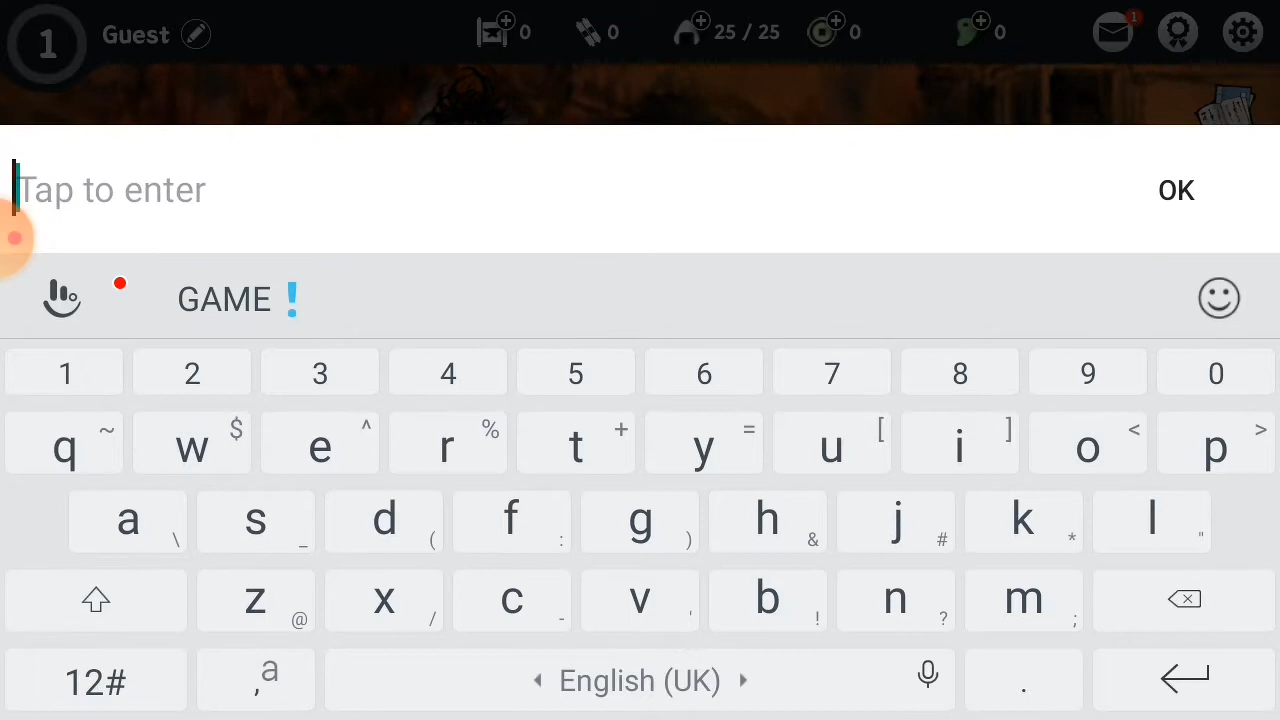 1 Guest 0 0 25 / 25 0 0 1
Tap to enter OK
GAME !
1 2 3 4 5 6 7 8 9 0
q ~ w $ e ^ r % t + y = u [ i ] o < p >
a \ s _ d ( f : g ) h & j # k * l "
z @ x / c - v ' b ! n ? m ;
12# , a English (UK) .